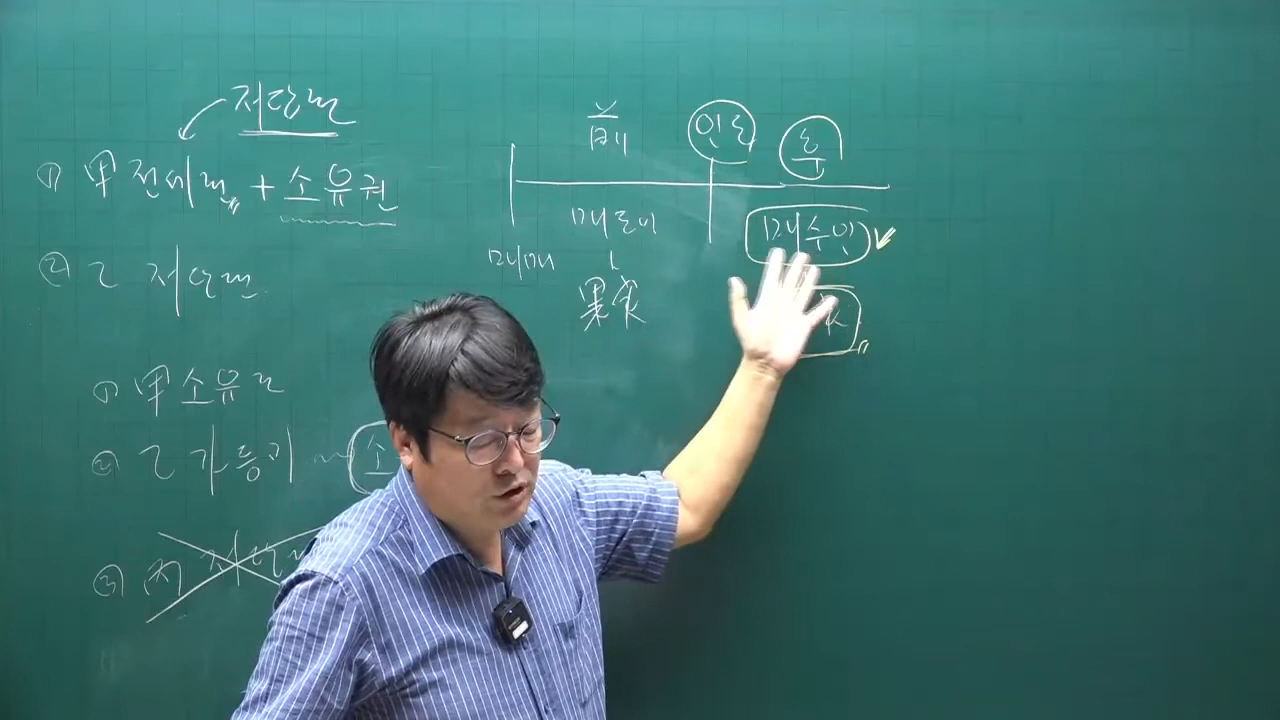 저당권
① 甲 전세권 + 소유권
② 乙 저당권
① 甲 소유권
② 乙 가등기 ~ 소
③ 丙 저당권
前 인도 후
매도인 매수인
매매
果実